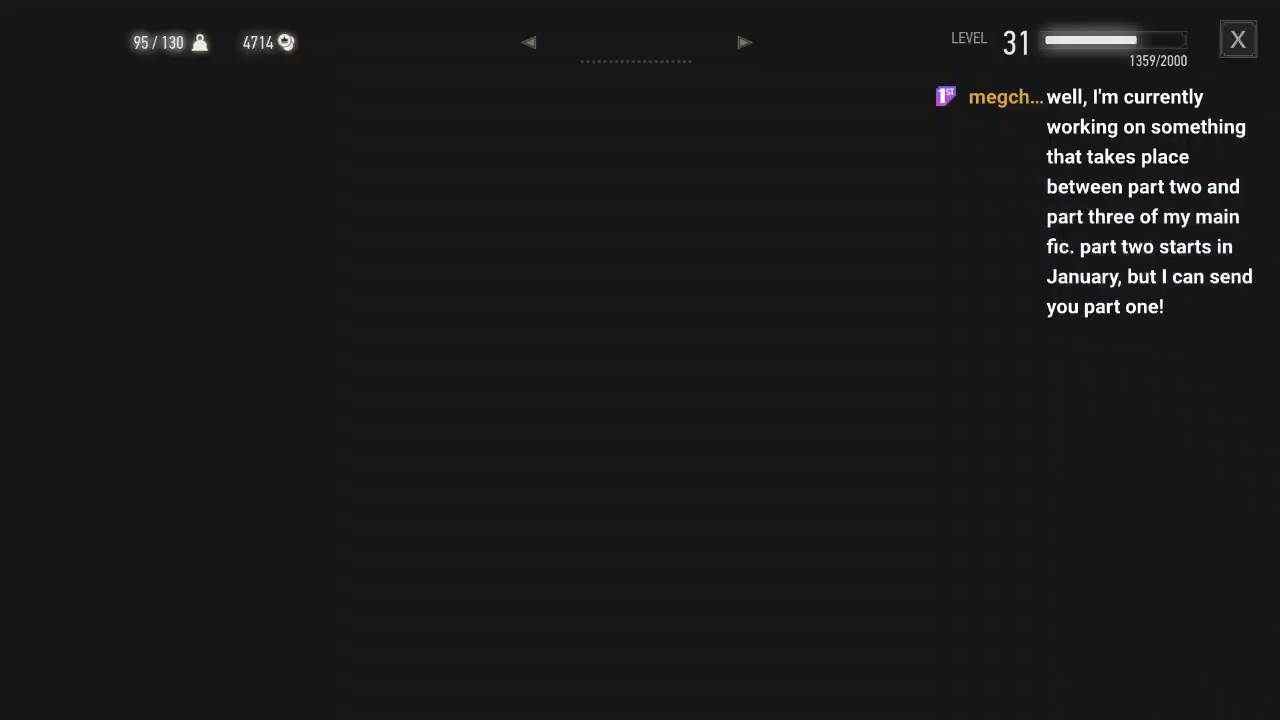 95 / 130 4714 LEVEL 31 X
1359/2000
1ST megch... well, I'm currently
working on something
that takes place
between part two and
part three of my main
fic. part two starts in
January, but I can send
you part one!